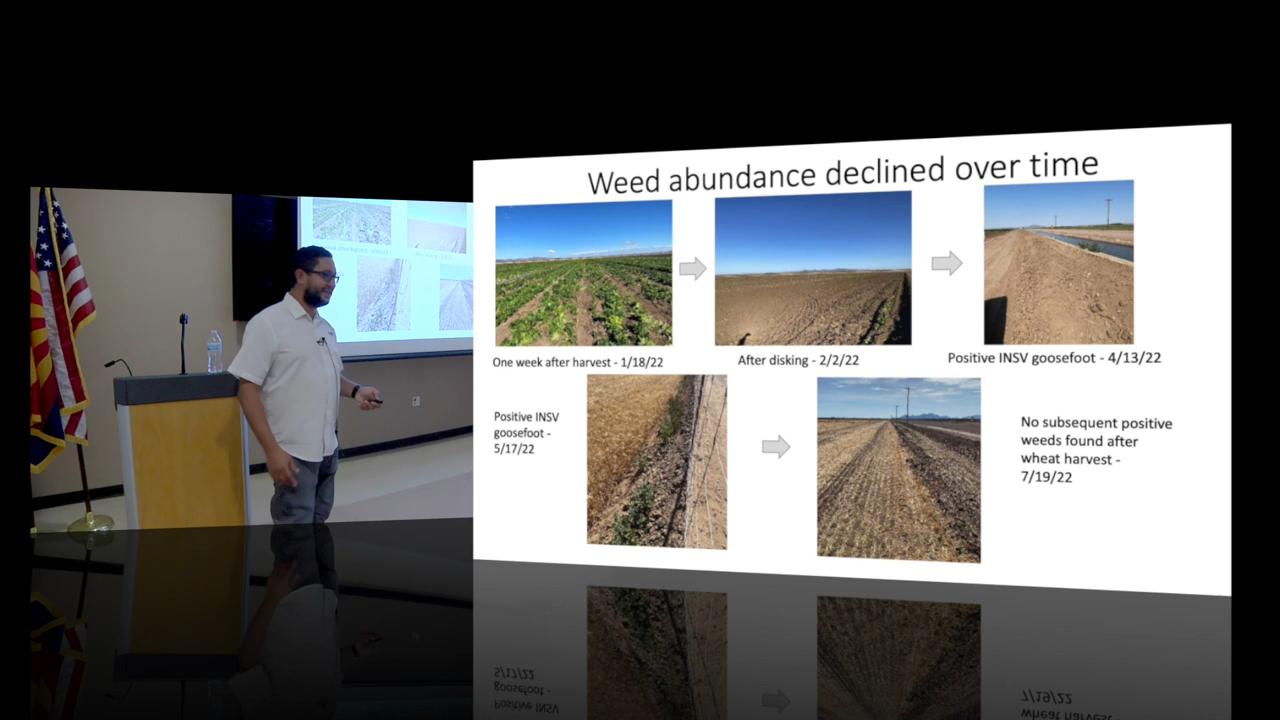 Weed abundance declined over time
One week after harvest - 1/18/22
After disking - 2/2/22
Positive INSV goosefoot - 4/13/22
Positive INSV
goosefoot -
5/17/22
No subsequent positive
weeds found after
wheat harvest -
7/19/22